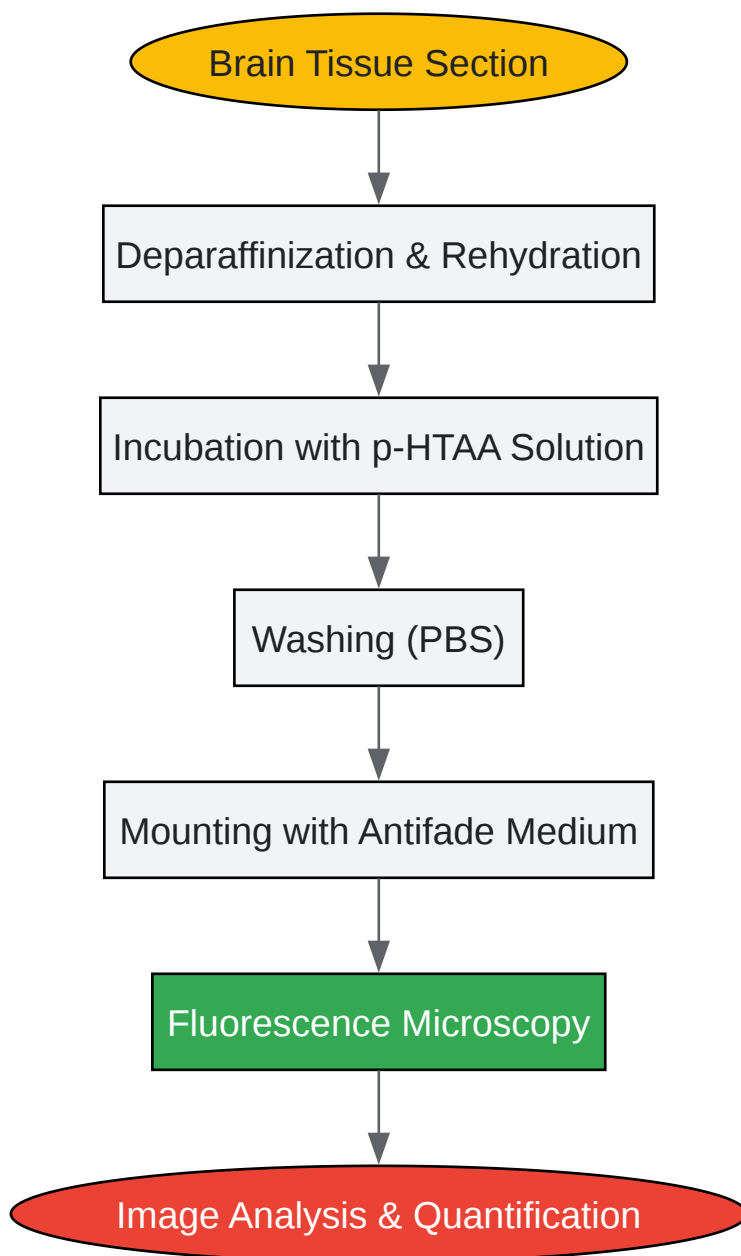 Brain Tissue Section
Deparaffinization & Rehydration
Incubation with p-HTAA Solution
Washing (PBS)
Mounting with Antifade Medium
Fluorescence Microscopy
Image Analysis & Quantification